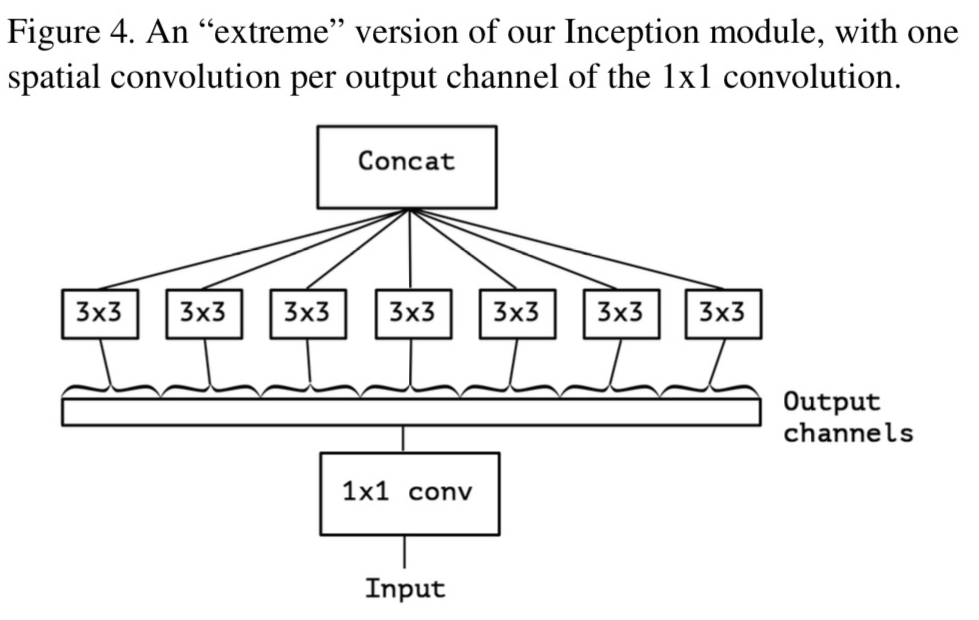 Figure 4. An “extreme” version of our Inception module, with one
spatial convolution per output channel of the 1x1 convolution.
Concat
3x3 3x3 3x3 3x3 3x3 3x3 3x3
Output
channels
1x1 conv
Input